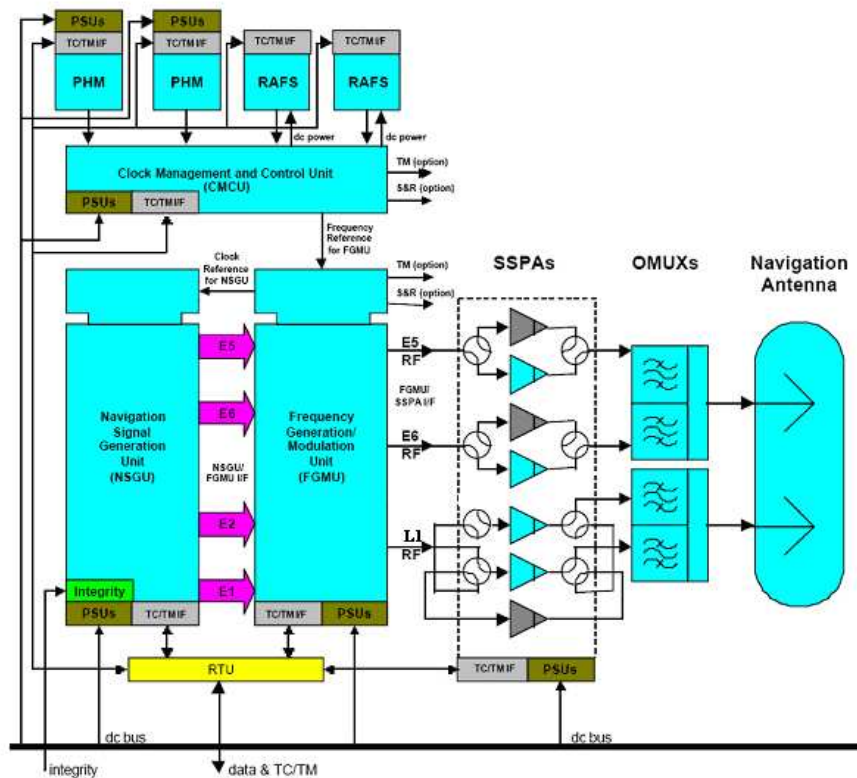 PSUs
PSUs
TC/TM I/F
TC/TM I/F
TC/TM I/F
TC/TM I/F
PHM
PHM
RAFS
RAFS
dc power
dc power
Clock Management and Control Unit
(CMCU)
TM (option)
S&R (option)
PSUs
TC/TM I/F
Frequency
Reference
for FGMU
Clock
Reference
for NSGU
TM (option)
S&R (option)
SSPAs
OMUXs
Navigation
Antenna
E5
E5
RF
FGMU/
SSPA I/F
E6
E6
RF
Navigation
Signal
Generation
Unit
(NSGU)
NSGU/
FGMU I/F
Frequency
Generation/
Modulation
Unit
(FGMU)
E2
L1
RF
E1
Integrity
PSUs
TC/TM I/F
TC/TM I/F
PSUs
RTU
TC/TM I/F
PSUs
dc bus
dc bus
integrity
data & TC/TM